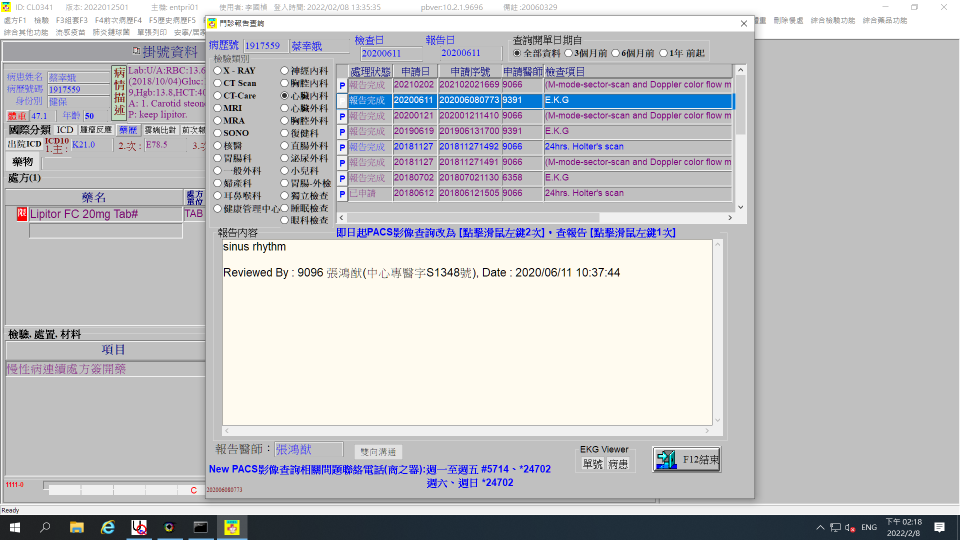 ID: CL0341 版本: 2022012501 主機: entpri01 使用者: 李國禎 登入時間: 2022/02/08 13:35:35 pbver:10.2.1.9696 備註 :20060329
處方F1 檢驗 F3組套F3 F4前次病歷F4 F5歷史病歷F5
刪除餐處 綜合檢驗功能 綜合藥品功能
綜合其他功能 流感疫苗 肺炎鏈球菌 單張列印
門診報告查詢
掛號資料
病患姓名 蔡幸娥
病歷號碼 1917559
身份別 健保
體重 47.1 年齡 50
病情描述
Lab:U/A:RBC:13.6
(2018/10/04)Gluc:
9,Hgb:13.8,HCT:40
A: 1. Carotid stenos
P: keep lipitor.
國際分類 ICD 腫瘤反應 藥歷 雲端比對
出院ICD ICD10 1.主: K21.0 2.次: E78.5 3.次
藥物
處方(1)
藥名 處方單位
限 Lipitor FC 20mg Tab# TAB
檢驗, 處置, 材料
項目
慢性病連續處方簽開藥
1111-0 C
Ready
病歷號 1917559 蔡幸娥 檢查日 20200611 報告日 20200611
查詢開單日期自
全部資料 3個月前 6個月前 1年 前起
檢驗類別
X - RAY 神經內科
CT Scan 胸腔內科
CT-Care 心臟內科
MRI 心臟外科
MRA 胸腔外科
SONO 復健科
核醫 直腸外科
胃腸科 泌尿外科
一般外科 小兒科
婦產科 胃腸-外檢
耳鼻喉科 獨立檢查
健康管理中心 睡眠檢查
眼科檢查
處理狀態 申請日 申請序號 申請醫師 檢查項目
P 報告完成 20210202 202102021669 9066 (M-mode-sector-scan and Doppler color flow m
P 報告完成 20200611 202006080773 9391 E.K.G
P 報告完成 20200121 202001211410 9066 (M-mode-sector-scan and Doppler color flow m
P 報告完成 20190619 201906131700 9391 E.K.G
P 報告完成 20181127 201811271492 9066 24hrs. Holter's scan
P 報告完成 20181127 201811271491 9066 (M-mode-sector-scan and Doppler color flow m
P 報告完成 20180702 201807021130 6358 E.K.G
P 已申請 20180612 201806121505 9066 24hrs. Holter's scan
報告內容 即日起PACS影像查詢改為 [點擊滑鼠左鍵2次]。查報告 [點擊滑鼠左鍵1次]
sinus rhythm
Reviewed By : 9096 張鴻猷(中心專醫字S1348號), Date : 2020/06/11 10:37:44
報告醫師 : 張鴻猷 雙向溝通
EKG Viewer
單號 病患
F12結束
New PACS影像查詢相關問題聯絡電話(商之器):週一至週五 #5714、*24702
週六、週日 *24702
202006080773
ENG 下午 02:18
2022/2/8